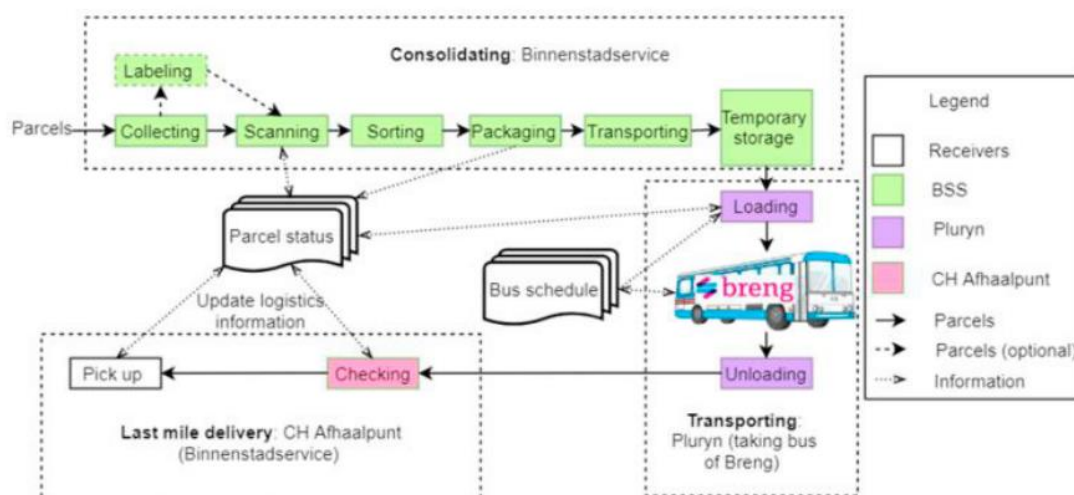 Consolidating: Binnenstadservice
Labeling
Parcels
Collecting
Scanning
Sorting
Packaging
Transporting
Temporary
storage
Loading
Parcel status
Bus schedule
breng
Update logistics
information
Pick up
Checking
Unloading
Last mile delivery: CH Afhaalpunt
(Binnenstadservice)
Transporting:
Pluryn (taking bus
of Breng)
Legend
Receivers
BSS
Pluryn
CH Afhaalpunt
Parcels
Parcels (optional)
Information